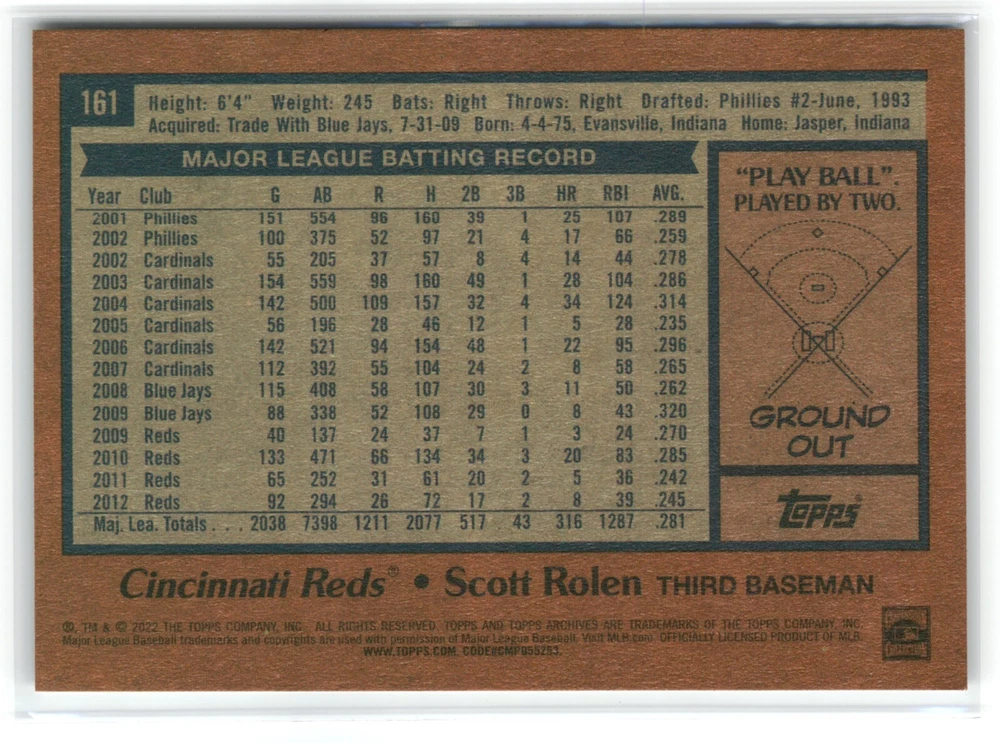 161
Height: 6'4" Weight: 245 Bats: Right Throws: Right Drafted: Phillies #2-June, 1993
Acquired: Trade With Blue Jays, 7-31-09 Born: 4-4-75, Evansville, Indiana Home: Jasper, Indiana
MAJOR LEAGUE BATTING RECORD
Year Club G AB R H 2B 3B HR RBI AVG.
2001 Phillies 151 554 96 160 39 1 25 107 .289
2002 Phillies 100 375 52 97 21 4 17 66 .259
2002 Cardinals 55 205 37 57 8 4 14 44 .278
2003 Cardinals 154 559 98 160 49 1 28 104 .286
2004 Cardinals 142 500 109 157 32 4 34 124 .314
2005 Cardinals 56 196 28 46 12 1 5 28 .235
2006 Cardinals 142 521 94 154 48 1 22 95 .296
2007 Cardinals 112 392 55 104 24 2 8 58 .265
2008 Blue Jays 115 408 58 107 30 3 11 50 .262
2009 Blue Jays 88 338 52 108 29 0 8 43 .320
2009 Reds 40 137 24 37 7 1 3 24 .270
2010 Reds 133 471 66 134 34 3 20 83 .285
2011 Reds 65 252 31 61 20 2 5 36 .242
2012 Reds 92 294 26 72 17 2 8 39 .245
Maj. Lea. Totals . . . 2038 7398 1211 2077 517 43 316 1287 .281
"PLAY BALL".
PLAYED BY TWO.
GROUND
OUT
Topps
Cincinnati Reds® • Scott Rolen THIRD BASEMAN
®, TM & © 2022 THE TOPPS COMPANY, INC. ALL RIGHTS RESERVED. TOPPS AND TOPPS ARCHIVES ARE TRADEMARKS OF THE TOPPS COMPANY, INC.
Major League Baseball trademarks and copyrights are used with permission of Major League Baseball. Visit MLB.com. OFFICIALLY LICENSED PRODUCT OF MLB.
WWW.TOPPS.COM CODE#CMP055283